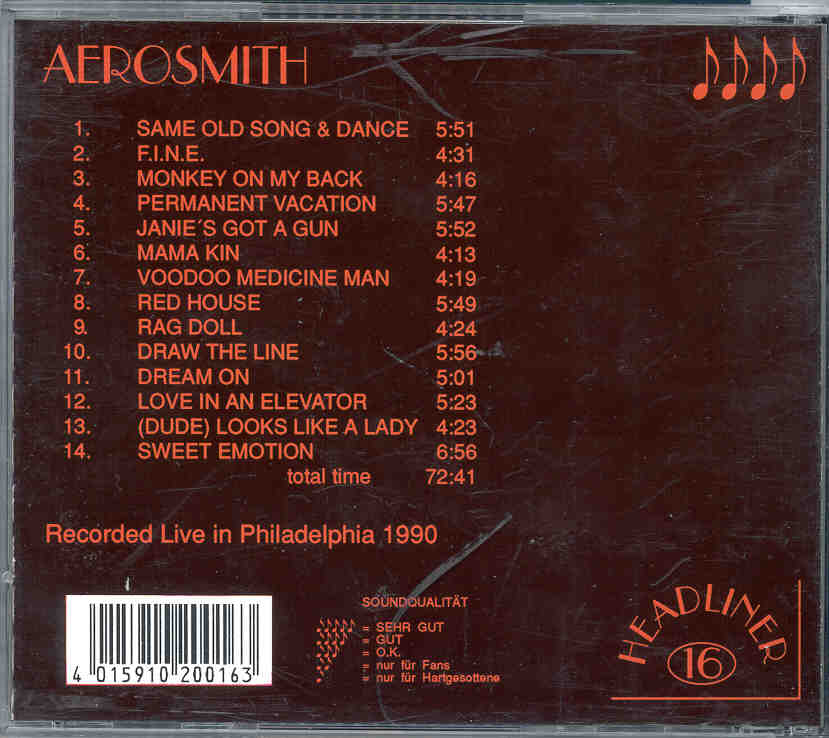 AEROSMITH
1. SAME OLD SONG & DANCE 5:51
2. F.I.N.E. 4:31
3. MONKEY ON MY BACK 4:16
4. PERMANENT VACATION 5:47
5. JANIE´S GOT A GUN 5:52
6. MAMA KIN 4:13
7. VOODOO MEDICINE MAN 4:19
8. RED HOUSE 5:49
9. RAG DOLL 4:24
10. DRAW THE LINE 5:56
11. DREAM ON 5:01
12. LOVE IN AN ELEVATOR 5:23
13. (DUDE) LOOKS LIKE A LADY 4:23
14. SWEET EMOTION 6:56
total time 72:41
Recorded Live in Philadelphia 1990
4 015910 200163
SOUNDQUALITÄT
= SEHR GUT
= GUT
= O.K.
= nur für Fans
= nur für Hartgesottene
HEADLINER
16